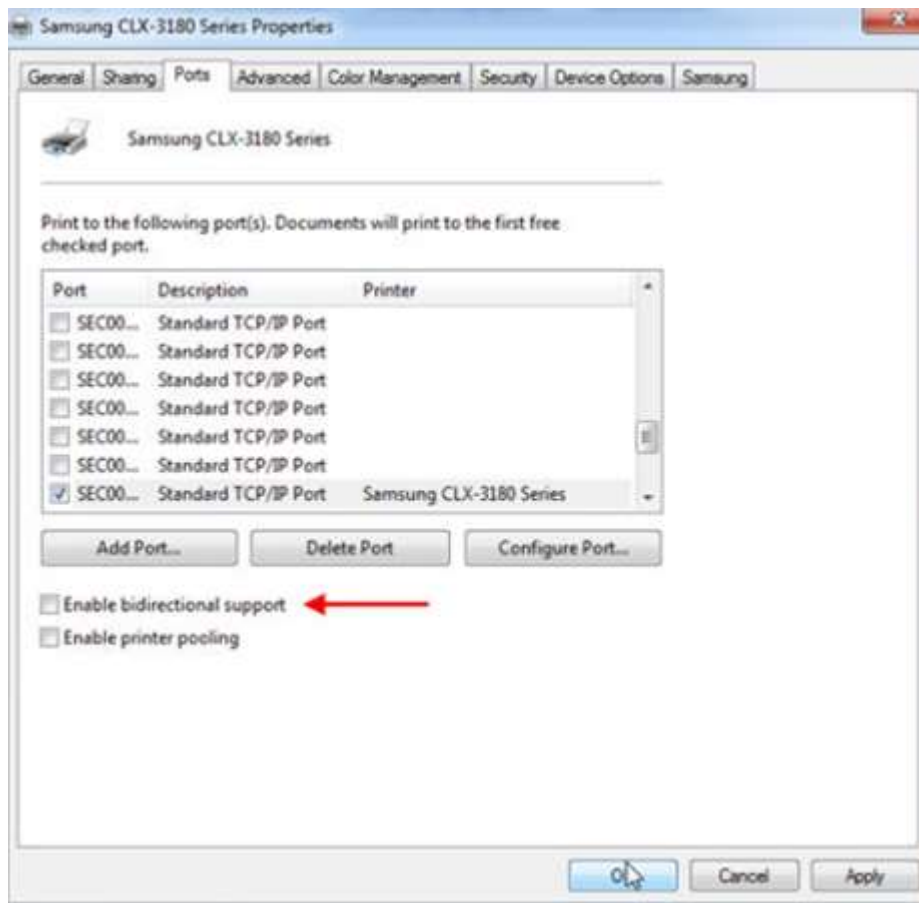 Samsung CLX-3180 Series Properties
General Sharing Ports Advanced Color Management Security Device Options Samsung
Samsung CLX-3180 Series
Print to the following port(s). Documents will print to the first free
checked port.
Port Description Printer
SEC00... Standard TCP/IP Port
SEC00... Standard TCP/IP Port
SEC00... Standard TCP/IP Port
SEC00... Standard TCP/IP Port
SEC00... Standard TCP/IP Port
SEC00... Standard TCP/IP Port
SEC00... Standard TCP/IP Port Samsung CLX-3180 Series
Add Port... Delete Port Configure Port...
Enable bidirectional support
Enable printer pooling
Cancel Apply